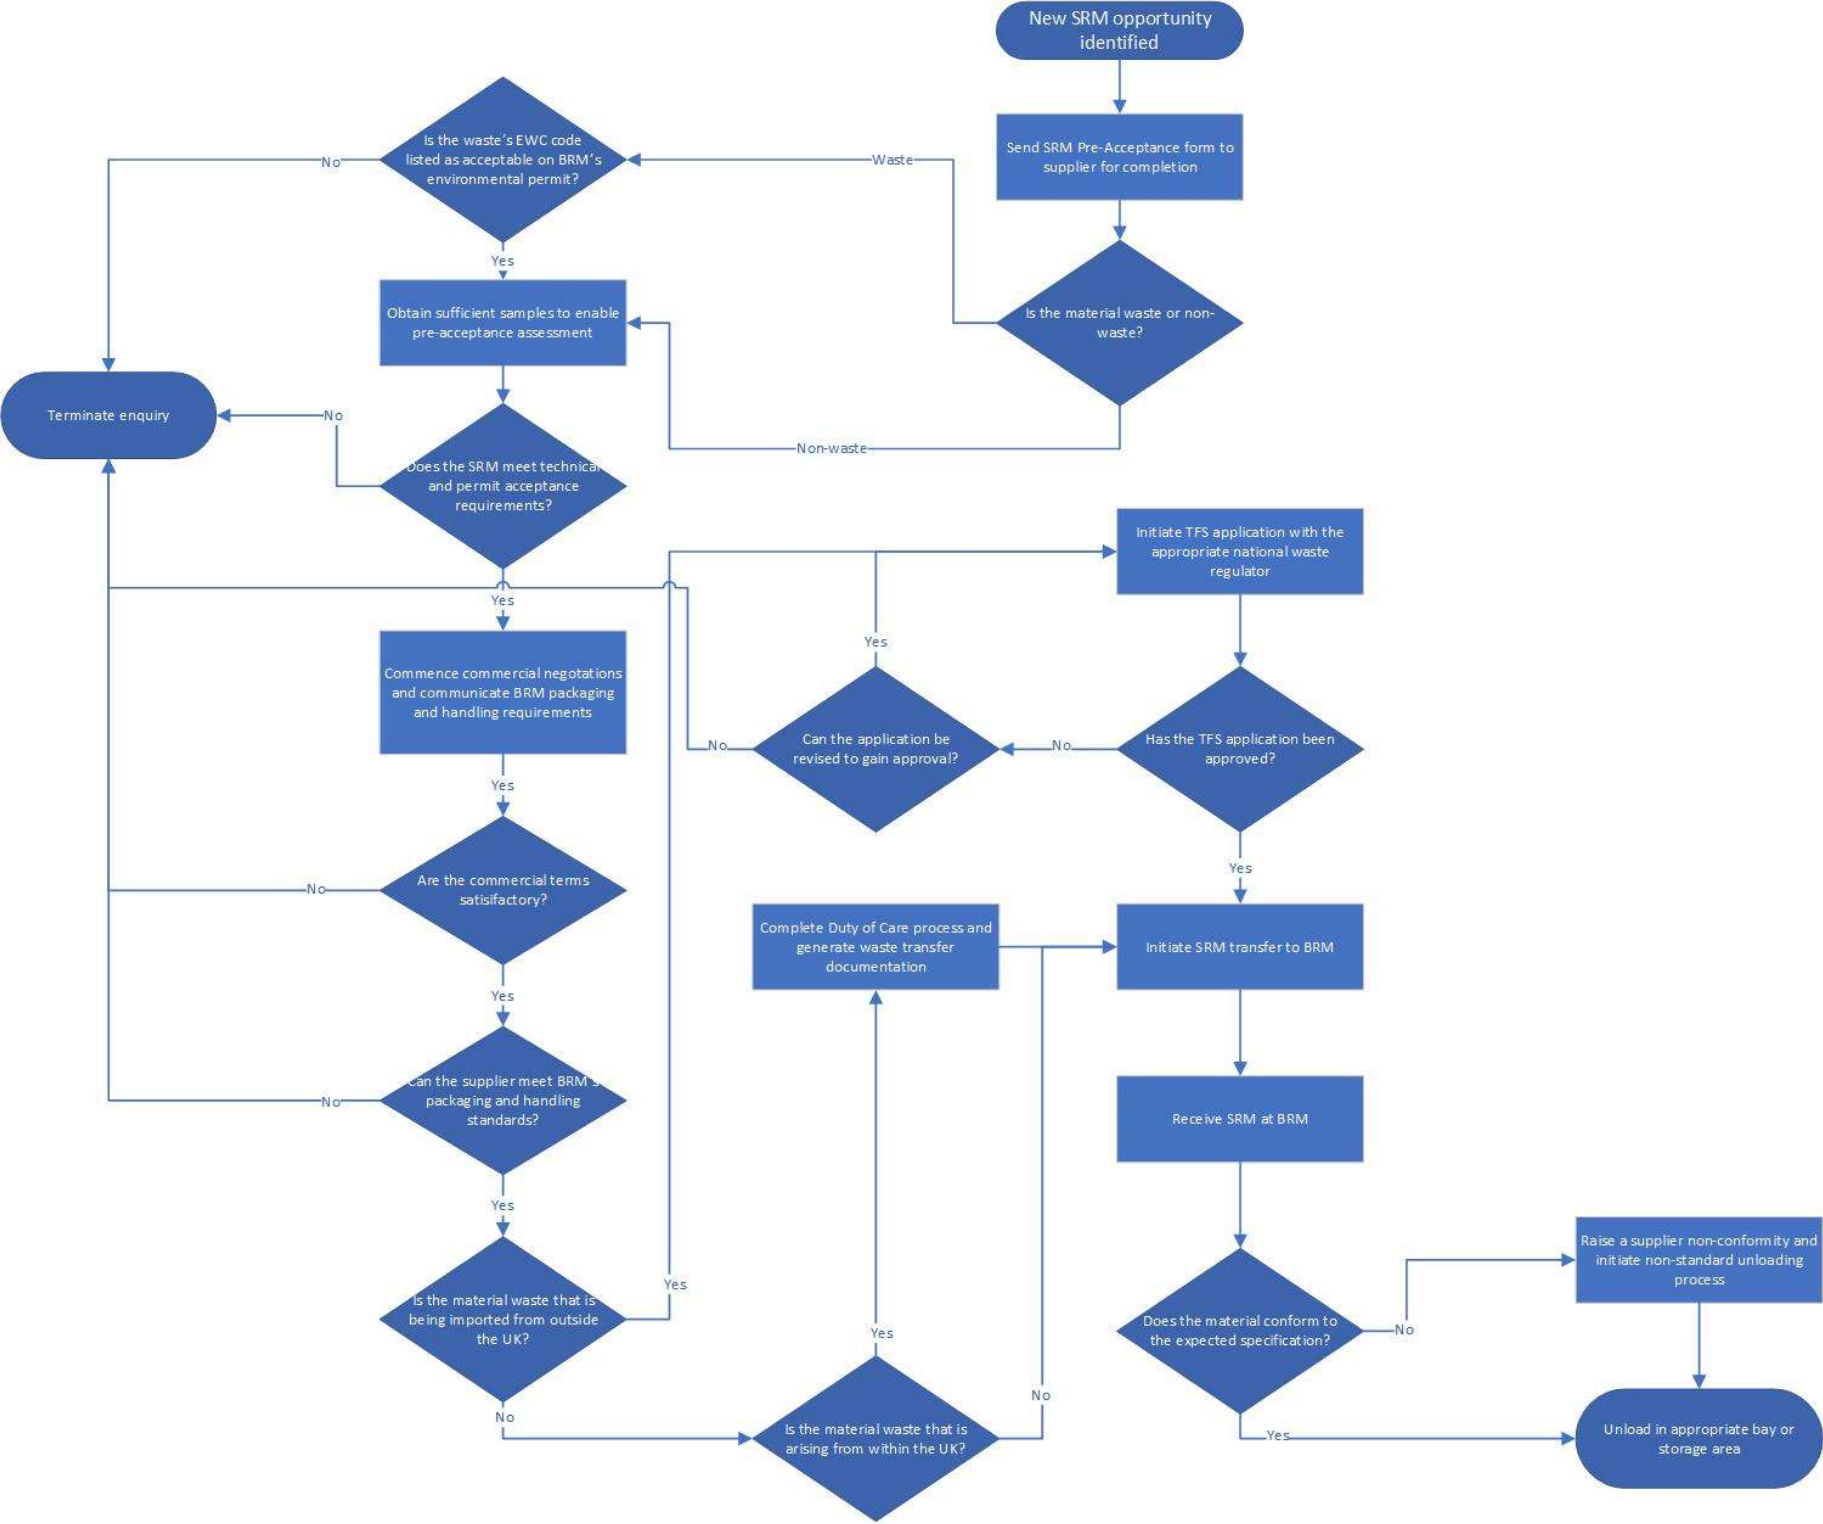 New SRM opportunity
identified
Send SRM Pre-Acceptance form to
supplier for completion
Is the material waste or non-
waste?
Waste
Non-waste
Is the waste's EWC code
listed as acceptable on BRM's
environmental permit?
No
Yes
Obtain sufficient samples to enable
pre-acceptance assessment
Terminate enquiry
No
Does the SRM meet technical
and permit acceptance
requirements?
Yes
Commence commercial negotations
and communicate BRM packaging
and handling requirements
Yes
Are the commercial terms
satisifactory?
No
Yes
Can the supplier meet BRM's
packaging and handling
standards?
No
Yes
Is the material waste that is
being imported from outside
the UK?
Yes
No
Initiate TFS application with the
appropriate national waste
regulator
Has the TFS application been
approved?
No
Can the application be
revised to gain approval?
Yes
No
Yes
Complete Duty of Care process and
generate waste transfer
documentation
Initiate SRM transfer to BRM
Yes
Is the material waste that is
arising from within the UK?
No
Receive SRM at BRM
Does the material conform to
the expected specification?
No
Yes
Raise a supplier non-conformity and
initiate non-standard unloading
process
Unload in appropriate bay or
storage area